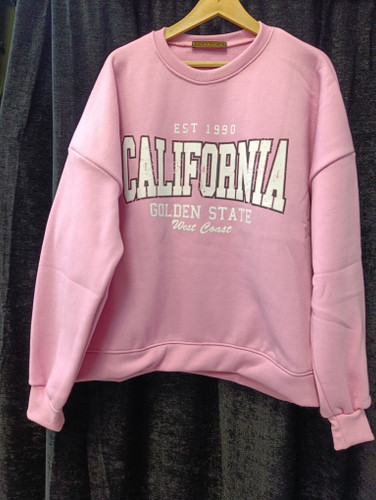 EST 1990
CALIFORNIA
GOLDEN STATE
West Coast